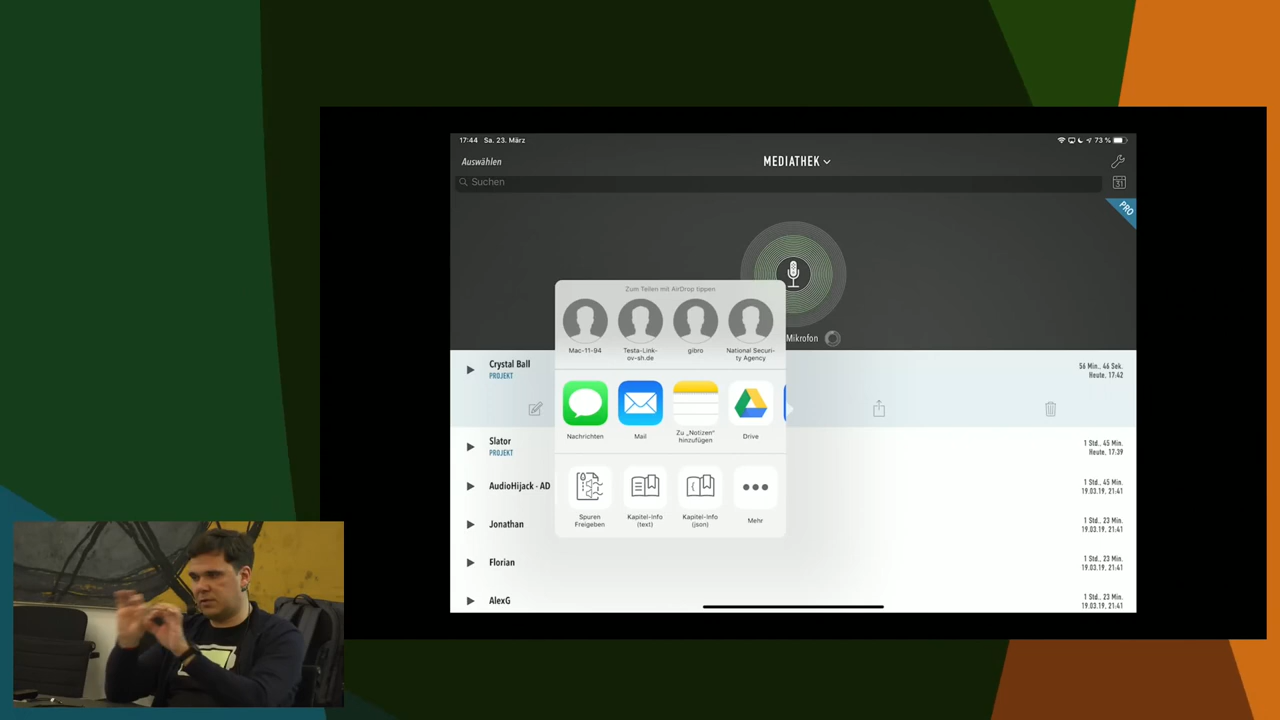 17:44 Sa. 23. März
73 %
Auswählen
MEDIATHEK
Suchen
31
PRO
Zum Teilen mit AirDrop tippen
Mac-11-94
Testa-Link-
ov-sh.de
gibro
National Securi-
ty Agency
Mikrofon
Crystal Ball
PROJEKT
56 Min., 46 Sek.
Heute, 17:42
Nachrichten
Mail
Zu „Notizen"
hinzufügen
Drive
Slator
PROJEKT
1 Std., 45 Min.
Heute, 17:39
AudioHijack - AD
1 Std., 45 Min.
19.03.19, 21:41
Spuren
Freigeben
Kapitel-Info
(text)
Kapitel-Info
(json)
Mehr
Jonathan
1 Std., 23 Min.
19.03.19, 21:41
Florian
1 Std., 23 Min.
19.03.19, 21:41
AlexG
1 Std., 23 Min.
19.03.19, 21:41